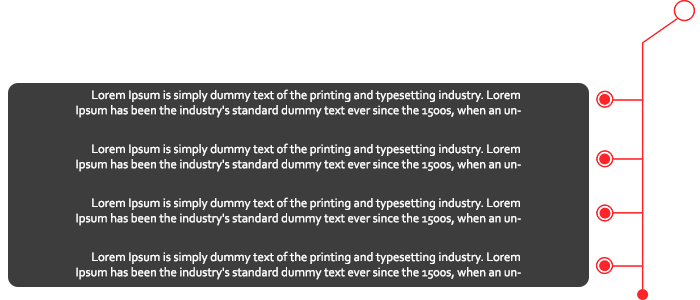 Lorem Ipsum is simply dummy text of the printing and typesetting industry. Lorem
Ipsum has been the industry's standard dummy text ever since the 1500s, when an un-
Lorem Ipsum is simply dummy text of the printing and typesetting industry. Lorem
Ipsum has been the industry's standard dummy text ever since the 1500s, when an un-
Lorem Ipsum is simply dummy text of the printing and typesetting industry. Lorem
Ipsum has been the industry's standard dummy text ever since the 1500s, when an un-
Lorem Ipsum is simply dummy text of the printing and typesetting industry. Lorem
Ipsum has been the industry's standard dummy text ever since the 1500s, when an un-